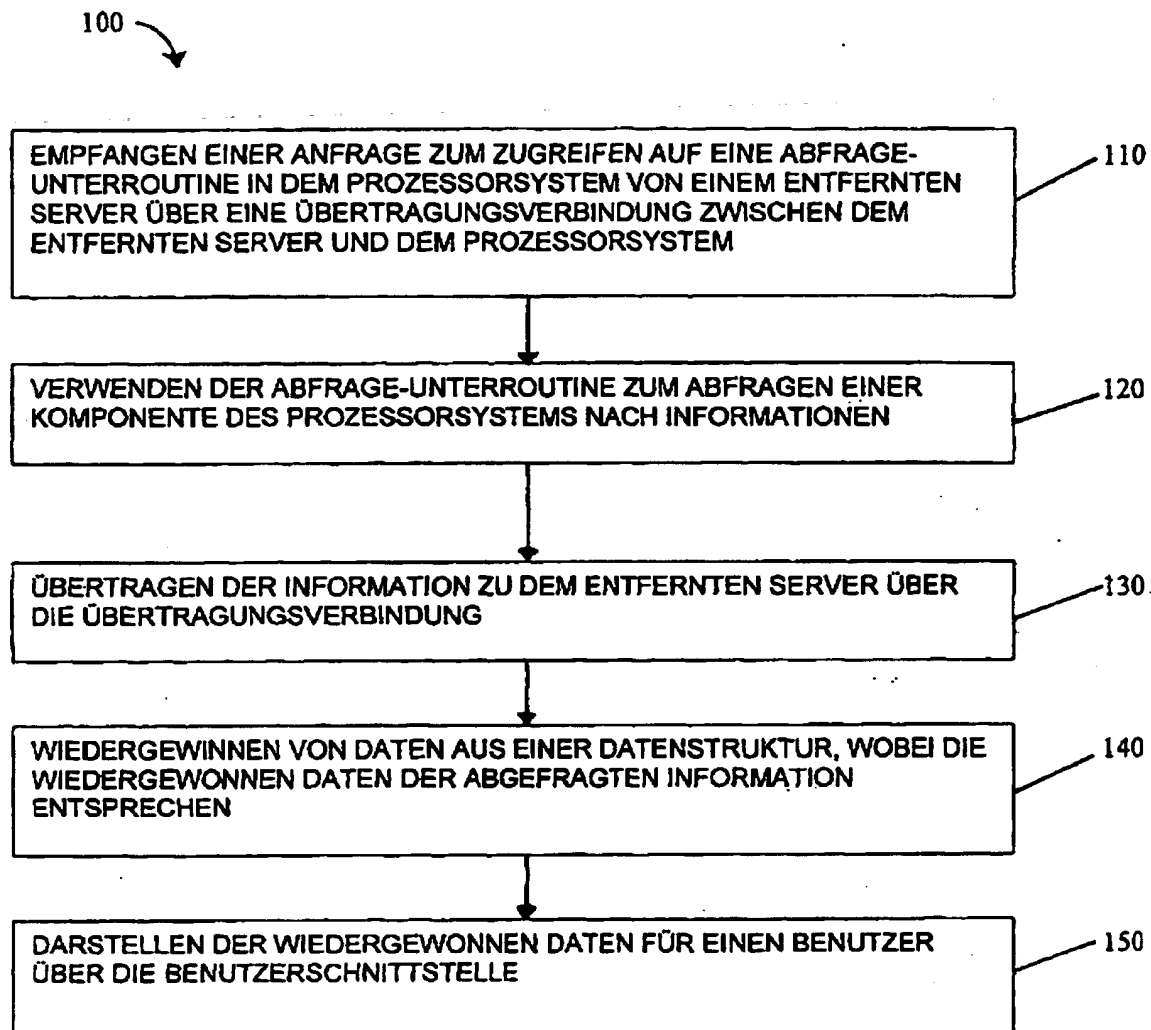 100
EMPFANGEN EINER ANFRAGE ZUM ZUGREIFEN AUF EINE ABFRAGE-
UNTERROUTINE IN DEM PROZESSORSYSTEM VON EINEM ENTFERNTEN
SERVER ÜBER EINE ÜBERTRAGUNGSVERBINDUNG ZWISCHEN DEM
ENTFERNTEN SERVER UND DEM PROZESSORSYSTEM
110
VERWENDEN DER ABFRAGE-UNTERROUTINE ZUM ABFRAGEN EINER
KOMPONENTE DES PROZESSORSYSTEMS NACH INFORMATIONEN
120
ÜBERTRAGEN DER INFORMATION ZU DEM ENTFERNTEN SERVER ÜBER
DIE ÜBERTRAGUNGSVERBINDUNG
130
WIEDERGEWINNEN VON DATEN AUS EINER DATENSTRUKTUR, WOBEI DIE
WIEDERGEWONNEN DATEN DER ABGEFRAGTEN INFORMATION
ENTSPRECHEN
140
DARSTELLEN DER WIEDERGEWONNEN DATEN FÜR EINEN BENUTZER
ÜBER DIE BENUTZERSCHNITTSTELLE
150